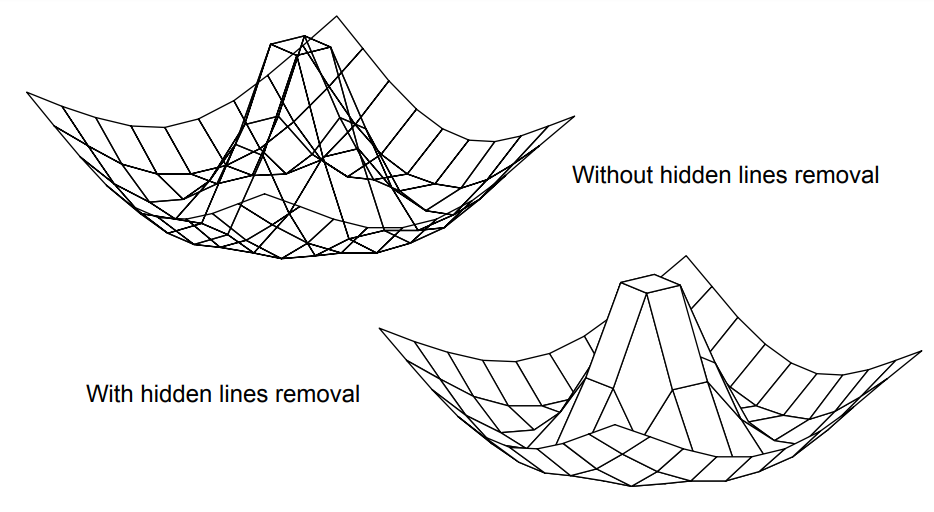 Without hidden lines removal
With hidden lines removal